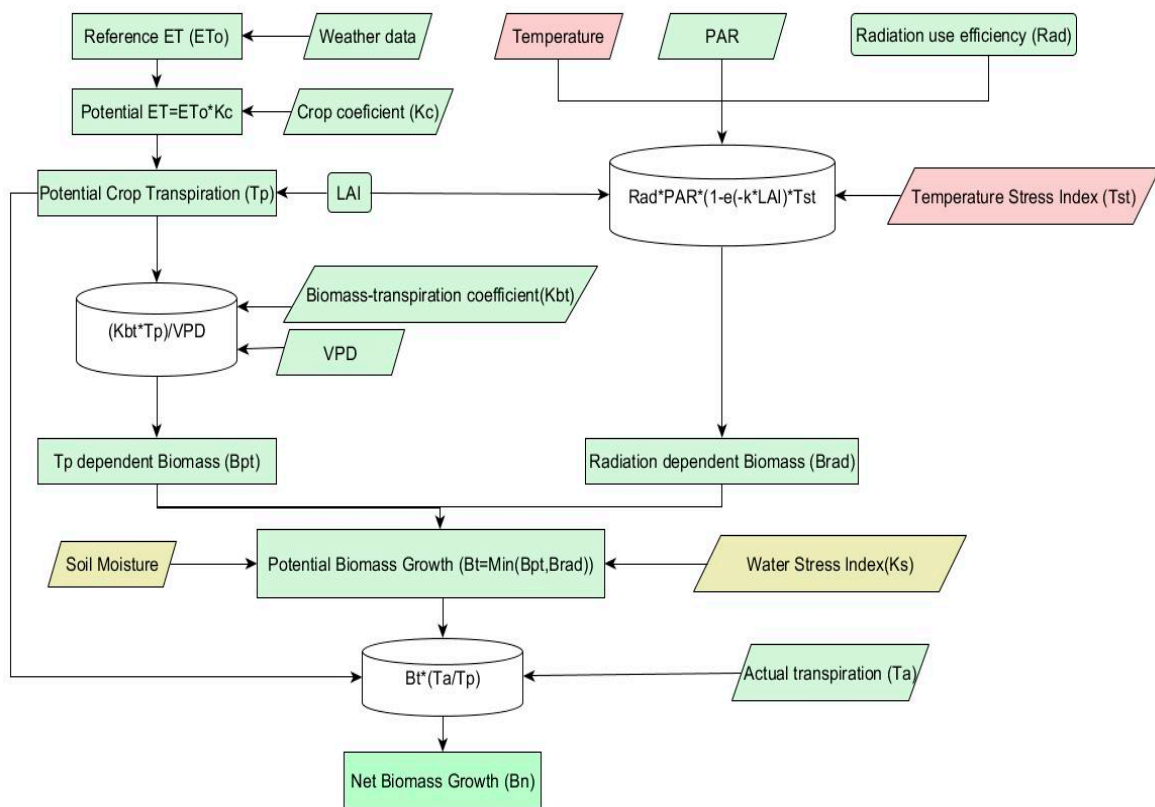 Reference ET (ETo)
Weather data
Temperature
PAR
Radiation use efficiency (Rad)
Potential ET=ETo*Kc
Crop coeficient (Kc)
Potential Crop Transpiration (Tp)
LAI
Rad*PAR*(1-e(-k*LAI)*Tst
Temperature Stress Index (Tst)
Biomass-transpiration coefficient(Kbt)
(Kbt*Tp)/VPD
VPD
Tp dependent Biomass (Bpt)
Radiation dependent Biomass (Brad)
Soil Moisture
Potential Biomass Growth (Bt=Min(Bpt,Brad))
Water Stress Index(Ks)
Bt*(Ta/Tp)
Actual transpiration (Ta)
Net Biomass Growth (Bn)